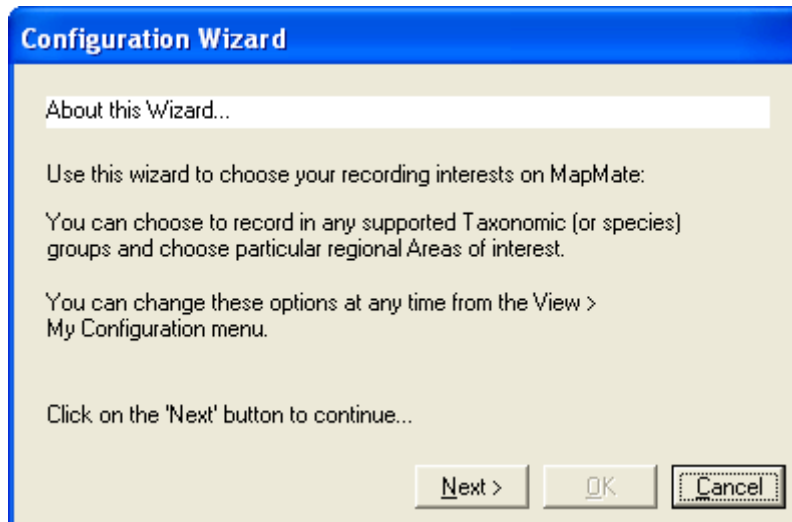 Configuration Wizard
About this Wizard...
Use this wizard to choose your recording interests on MapMate:
You can choose to record in any supported Taxonomic (or species)
groups and choose particular regional Areas of interest.
You can change these options at any time from the View >
My Configuration menu.
Click on the 'Next' button to continue...
Next > OK Cancel